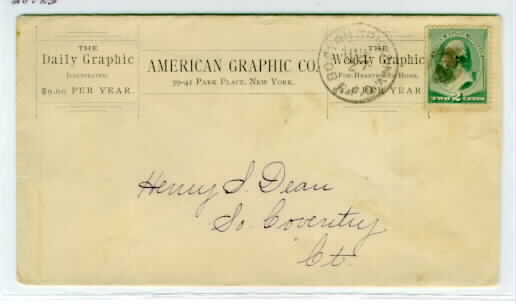 THE
Daily Graphic
ILLUSTRATED.
$9.00 PER YEAR.
AMERICAN GRAPHIC CO.
39-41 PARK PLACE, NEW YORK.
THE
Weekly Graphic
FOR HEARTH AND HOME.
PER YEAR
TWO 2 CENTS
Henry S. Dean
So. Coventry
Ct.